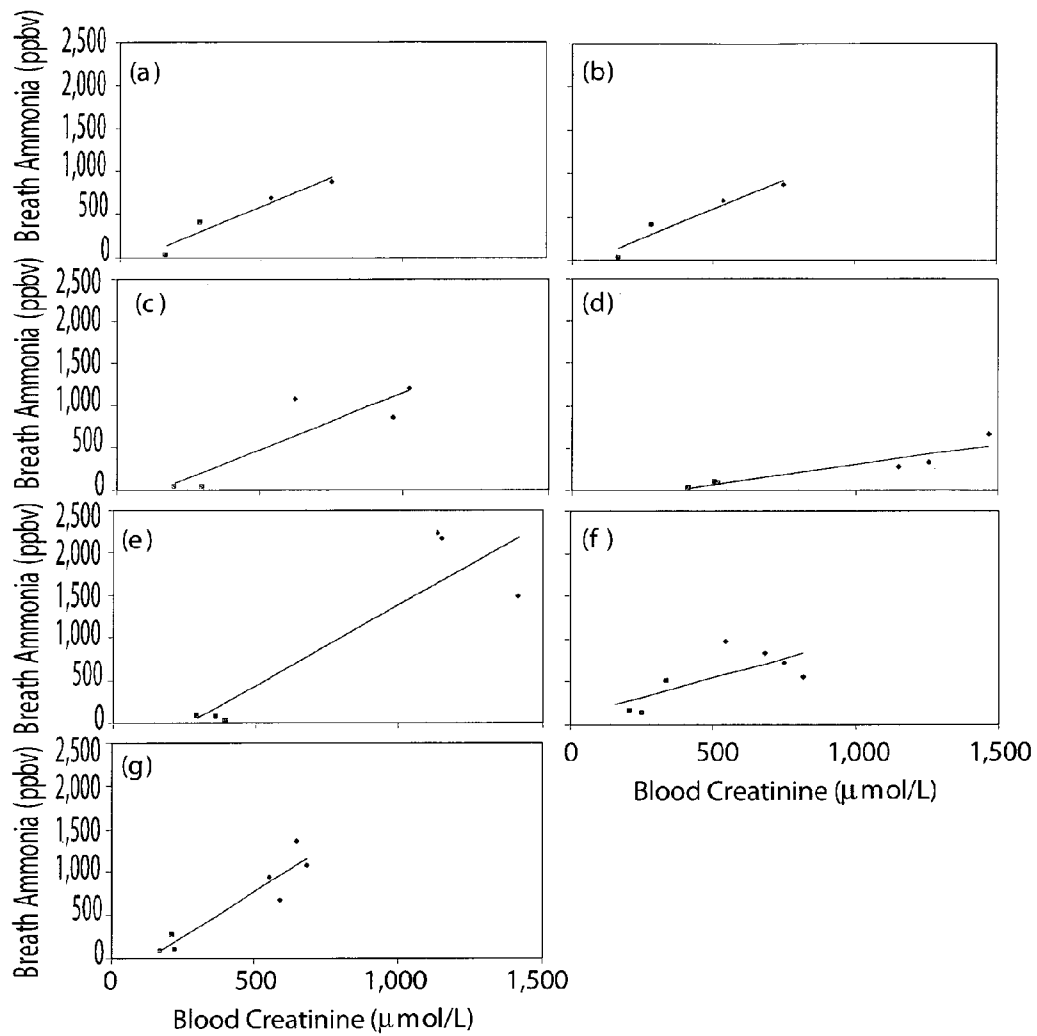 Breath Ammonia (ppbv)
2,500
2,000
1,500
1,000
500
0
(a)
(b)
Breath Ammonia (ppbv)
2,500
2,000
1,500
1,000
500
0
(c)
(d)
Breath Ammonia (ppbv)
2,500
2,000
1,500
1,000
500
0
(e)
(f)
0 500 1,000 1,500
Blood Creatinine (μmol/L)
Breath Ammonia (ppbv)
2,500
2,000
1,500
1,000
500
0
(g)
0 500 1,000 1,500
Blood Creatinine (μmol/L)